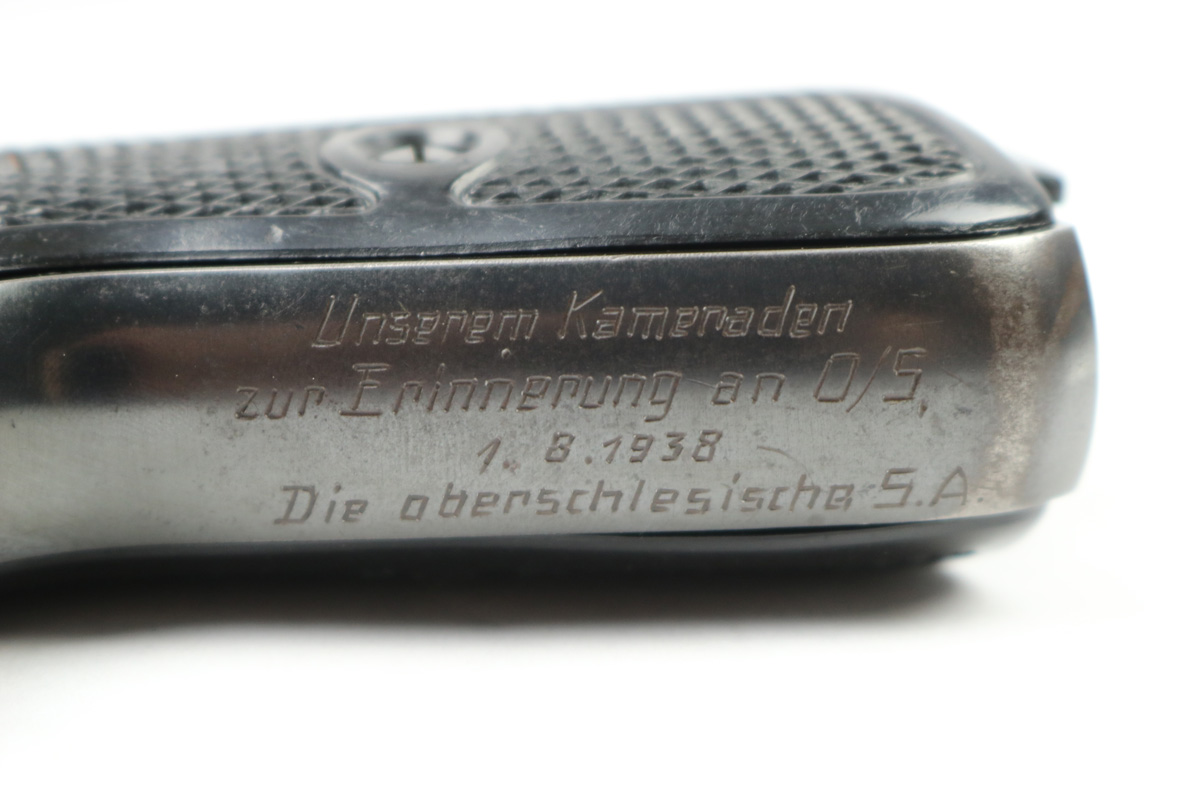 Unserem Kameraden
zur Erinnerung an O/S,
1. 8. 1938
Die oberschlesische S.A.